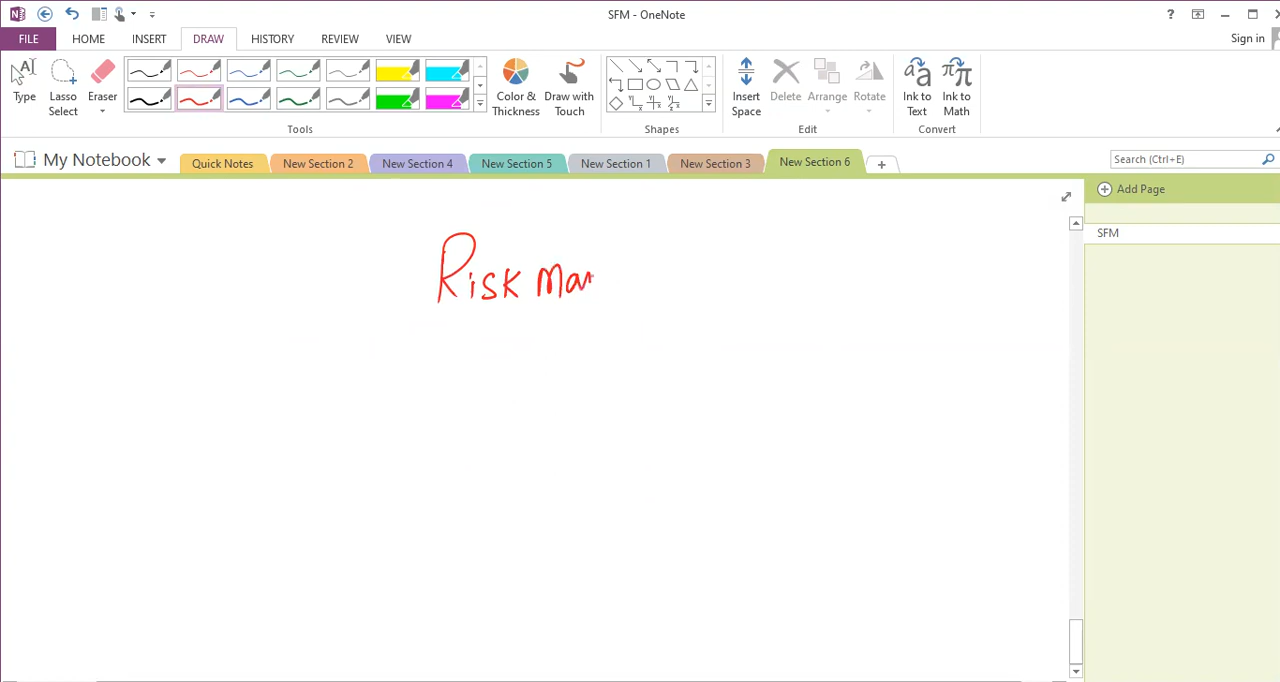 SFM - OneNote
?
FILE HOME INSERT DRAW HISTORY REVIEW VIEW
Sign in
Type
Lasso Select
Eraser
Color & Thickness
Draw with Touch
Insert Space
Delete
Arrange
Rotate
Ink to Text
Ink to Math
Tools Shapes Edit Convert
My Notebook Quick Notes New Section 2 New Section 4 New Section 5 New Section 1 New Section 3 New Section 6
Search (Ctrl+E)
Add Page
SFM
Risk Man